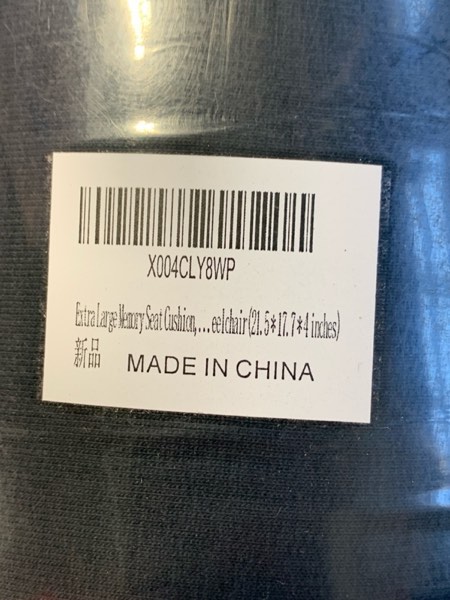 X004CLY8WP
Extra Large Memory Seat Cushion,...eelchair(21.5*17.7*4 inches)
新品
MADE IN CHINA